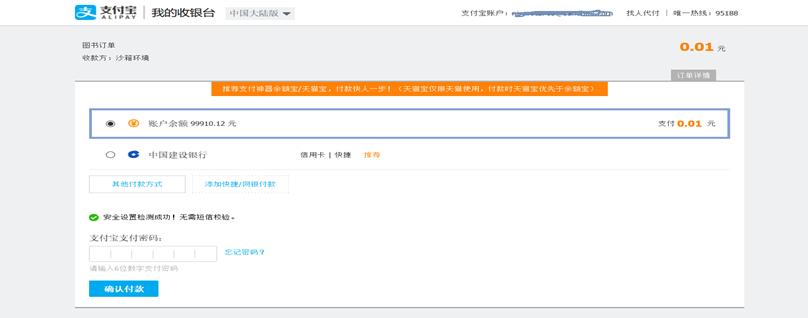 支付宝 ALIPAY | 我的收银台 中国大陆版 支付宝账户： 找人代付 | 唯一热线：95188
图书订单 0.01 元
收款方：沙箱环境
订单详情
推荐支付神器余额宝/天猫宝，付款快人一步！（天猫宝仅限天猫使用，付款时天猫宝优先于余额宝）
账户余额 99910.12 元 支付 0.01 元
中国建设银行 信用卡 | 快捷 推荐
其他付款方式 添加快捷/网银付款
安全设置检测成功！无需短信校验。
支付宝支付密码：
忘记密码？
请输入6位数字支付密码
确认付款